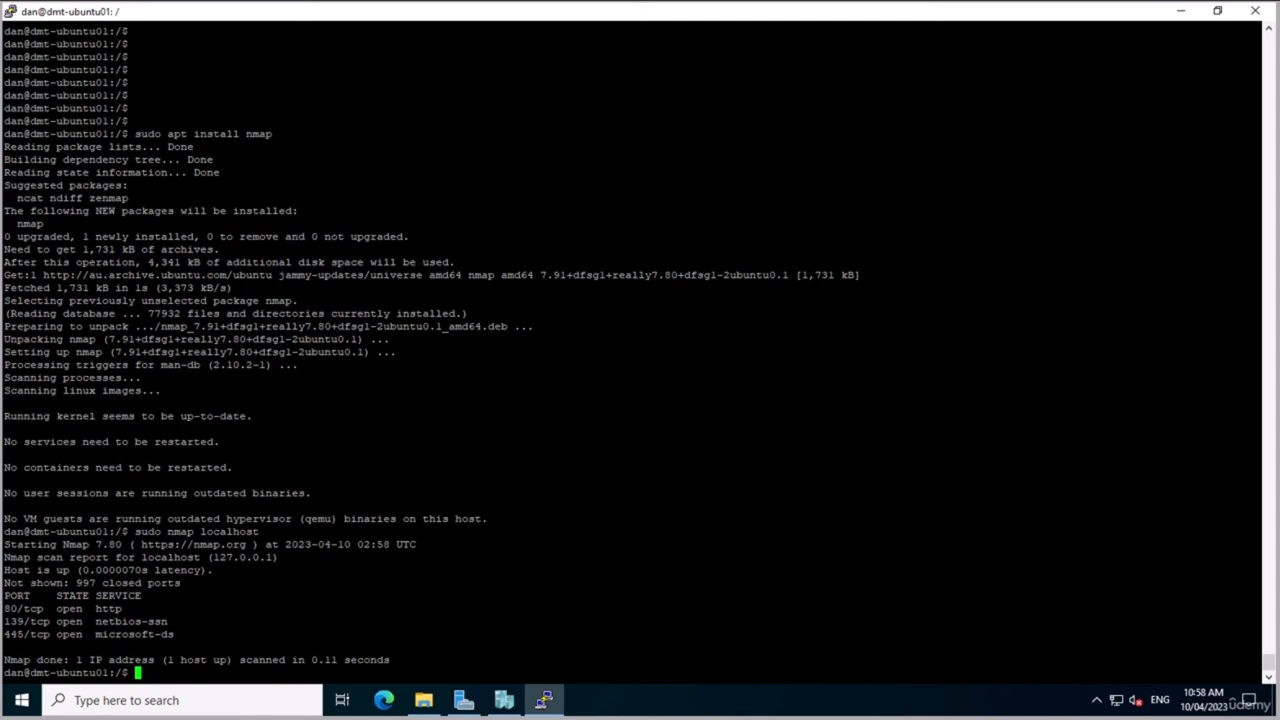 dan@dmt-ubuntu01: /
dan@dmt-ubuntu01:/$
dan@dmt-ubuntu01:/$
dan@dmt-ubuntu01:/$
dan@dmt-ubuntu01:/$
dan@dmt-ubuntu01:/$
dan@dmt-ubuntu01:/$
dan@dmt-ubuntu01:/$
dan@dmt-ubuntu01:/$
dan@dmt-ubuntu01:/$ sudo apt install nmap
Reading package lists... Done
Building dependency tree... Done
Reading state information... Done
Suggested packages:
  ncat ndiff zenmap
The following NEW packages will be installed:
  nmap
0 upgraded, 1 newly installed, 0 to remove and 0 not upgraded.
Need to get 1,731 kB of archives.
After this operation, 4,341 kB of additional disk space will be used.
Get:1 http://au.archive.ubuntu.com/ubuntu jammy-updates/universe amd64 nmap amd64 7.91+dfsg1+really7.80+dfsg1-2ubuntu0.1 [1,731 kB]
Fetched 1,731 kB in 1s (3,373 kB/s)
Selecting previously unselected package nmap.
(Reading database ... 77932 files and directories currently installed.)
Preparing to unpack .../nmap_7.91+dfsg1+really7.80+dfsg1-2ubuntu0.1_amd64.deb ...
Unpacking nmap (7.91+dfsg1+really7.80+dfsg1-2ubuntu0.1) ...
Setting up nmap (7.91+dfsg1+really7.80+dfsg1-2ubuntu0.1) ...
Processing triggers for man-db (2.10.2-1) ...
Scanning processes...
Scanning linux images...
Running kernel seems to be up-to-date.
No services need to be restarted.
No containers need to be restarted.
No user sessions are running outdated binaries.
No VM guests are running outdated hypervisor (qemu) binaries on this host.
dan@dmt-ubuntu01:/$ sudo nmap localhost
Starting Nmap 7.80 ( https://nmap.org ) at 2023-04-10 02:58 UTC
Nmap scan report for localhost (127.0.0.1)
Host is up (0.0000070s latency).
Not shown: 997 closed ports
PORT    STATE SERVICE
80/tcp  open  http
139/tcp open  netbios-ssn
445/tcp open  microsoft-ds
Nmap done: 1 IP address (1 host up) scanned in 0.11 seconds
dan@dmt-ubuntu01:/$
Type here to search
ENG
10:58 AM
10/04/2023
udemy